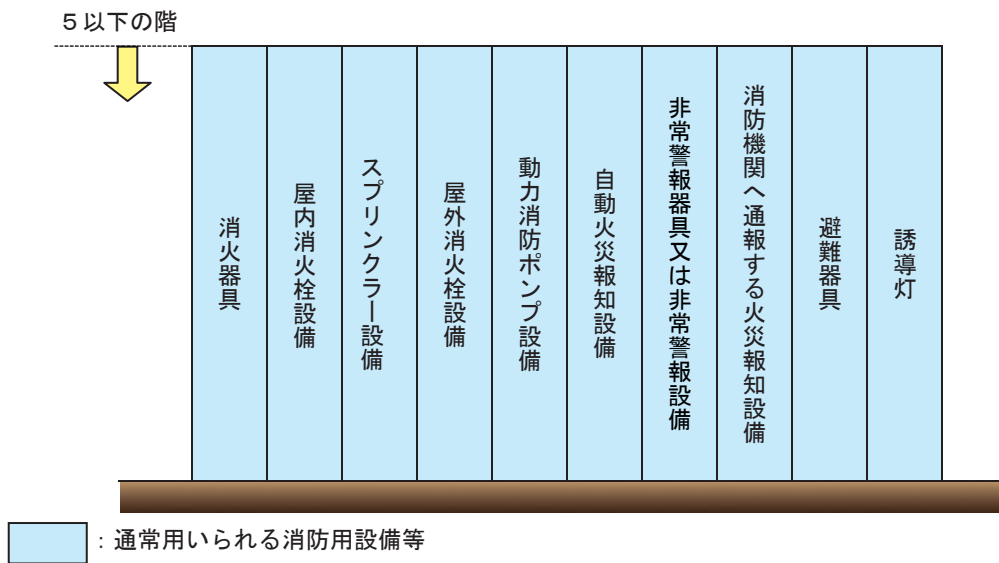 ５以下の階
消火器具
屋内消火栓設備
スプリンクラー設備
屋外消火栓設備
動力消防ポンプ設備
自動火災報知設備
非常警報器具又は非常警報設備
消防機関へ通報する火災報知設備
避難器具
誘導灯
：通常用いられる消防用設備等